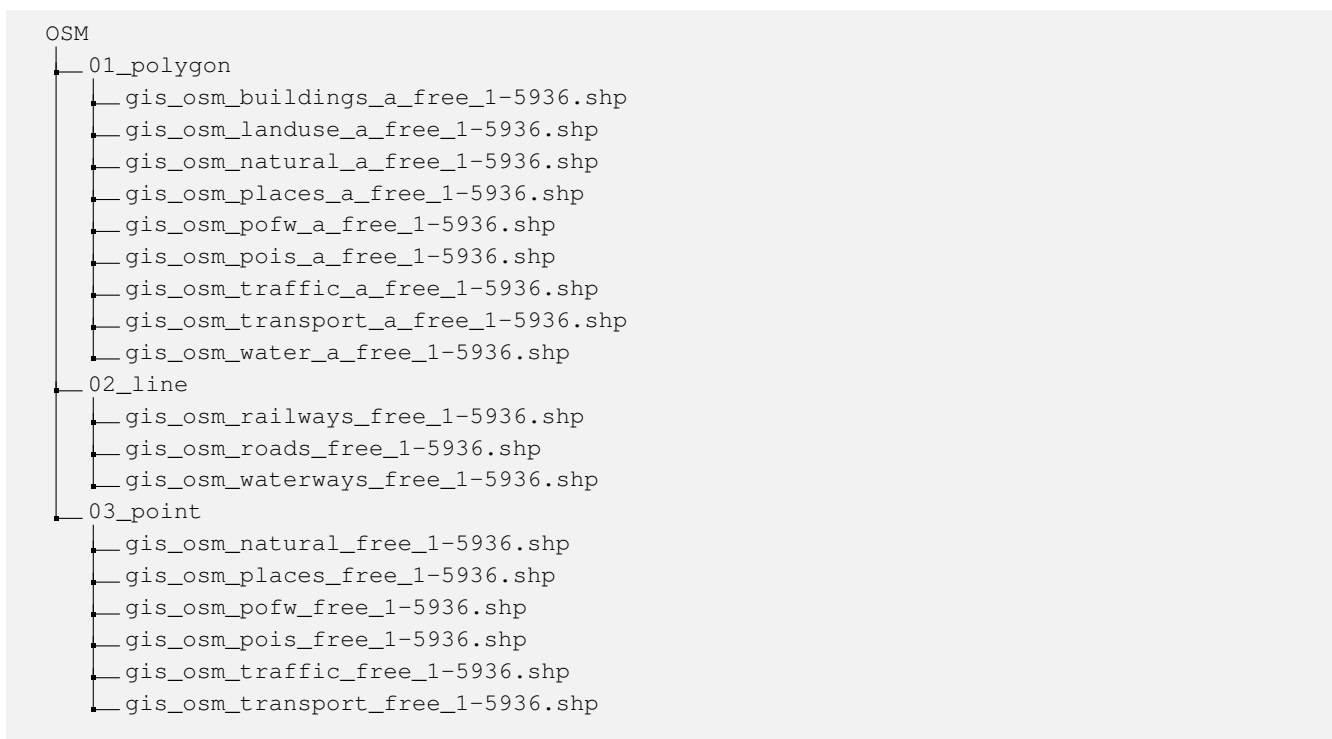 OSM
01_polygon
gis_osm_buildings_a_free_1-5936.shp
gis_osm_landuse_a_free_1-5936.shp
gis_osm_natural_a_free_1-5936.shp
gis_osm_places_a_free_1-5936.shp
gis_osm_pofw_a_free_1-5936.shp
gis_osm_pois_a_free_1-5936.shp
gis_osm_traffic_a_free_1-5936.shp
gis_osm_transport_a_free_1-5936.shp
gis_osm_water_a_free_1-5936.shp
02_line
gis_osm_railways_free_1-5936.shp
gis_osm_roads_free_1-5936.shp
gis_osm_waterways_free_1-5936.shp
03_point
gis_osm_natural_free_1-5936.shp
gis_osm_places_free_1-5936.shp
gis_osm_pofw_free_1-5936.shp
gis_osm_pois_free_1-5936.shp
gis_osm_traffic_free_1-5936.shp
gis_osm_transport_free_1-5936.shp